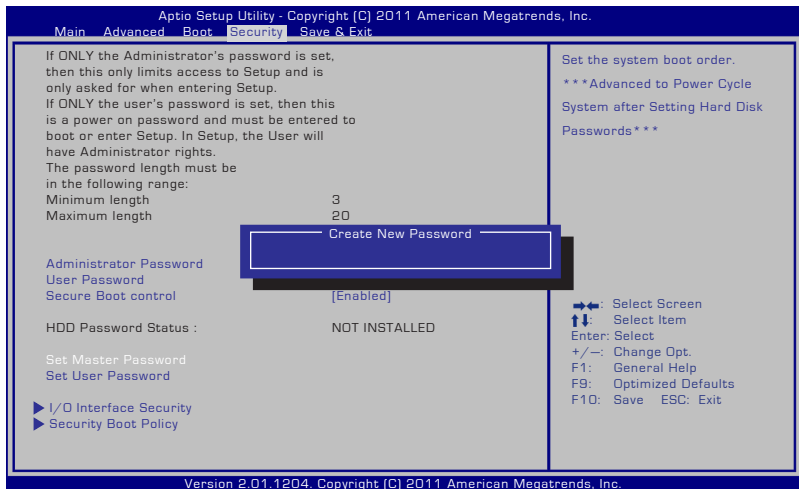 Aptio Setup Utility - Copyright (C) 2011 American Megatrends, Inc.
Main Advanced Boot Security Save & Exit
If ONLY the Administrator's password is set,
then this only limits access to Setup and is
only asked for when entering Setup.
If ONLY the user's password is set, then this
is a power on password and must be entered to
boot or enter Setup. In Setup, the User will
have Administrator rights.
The password length must be
in the following range:
Minimum length 3
Maximum length 20
Create New Password
Administrator Password
User Password
Secure Boot control [Enabled]
HDD Password Status : NOT INSTALLED
Set Master Password
Set User Password
I/O Interface Security
Security Boot Policy
Set the system boot order.
***Advanced to Power Cycle
System after Setting Hard Disk
Passwords***
→←: Select Screen
↑↓: Select Item
Enter: Select
+/—: Change Opt.
F1: General Help
F9: Optimized Defaults
F10: Save ESC: Exit
Version 2.01.1204. Copyright (C) 2011 American Megatrends, Inc.